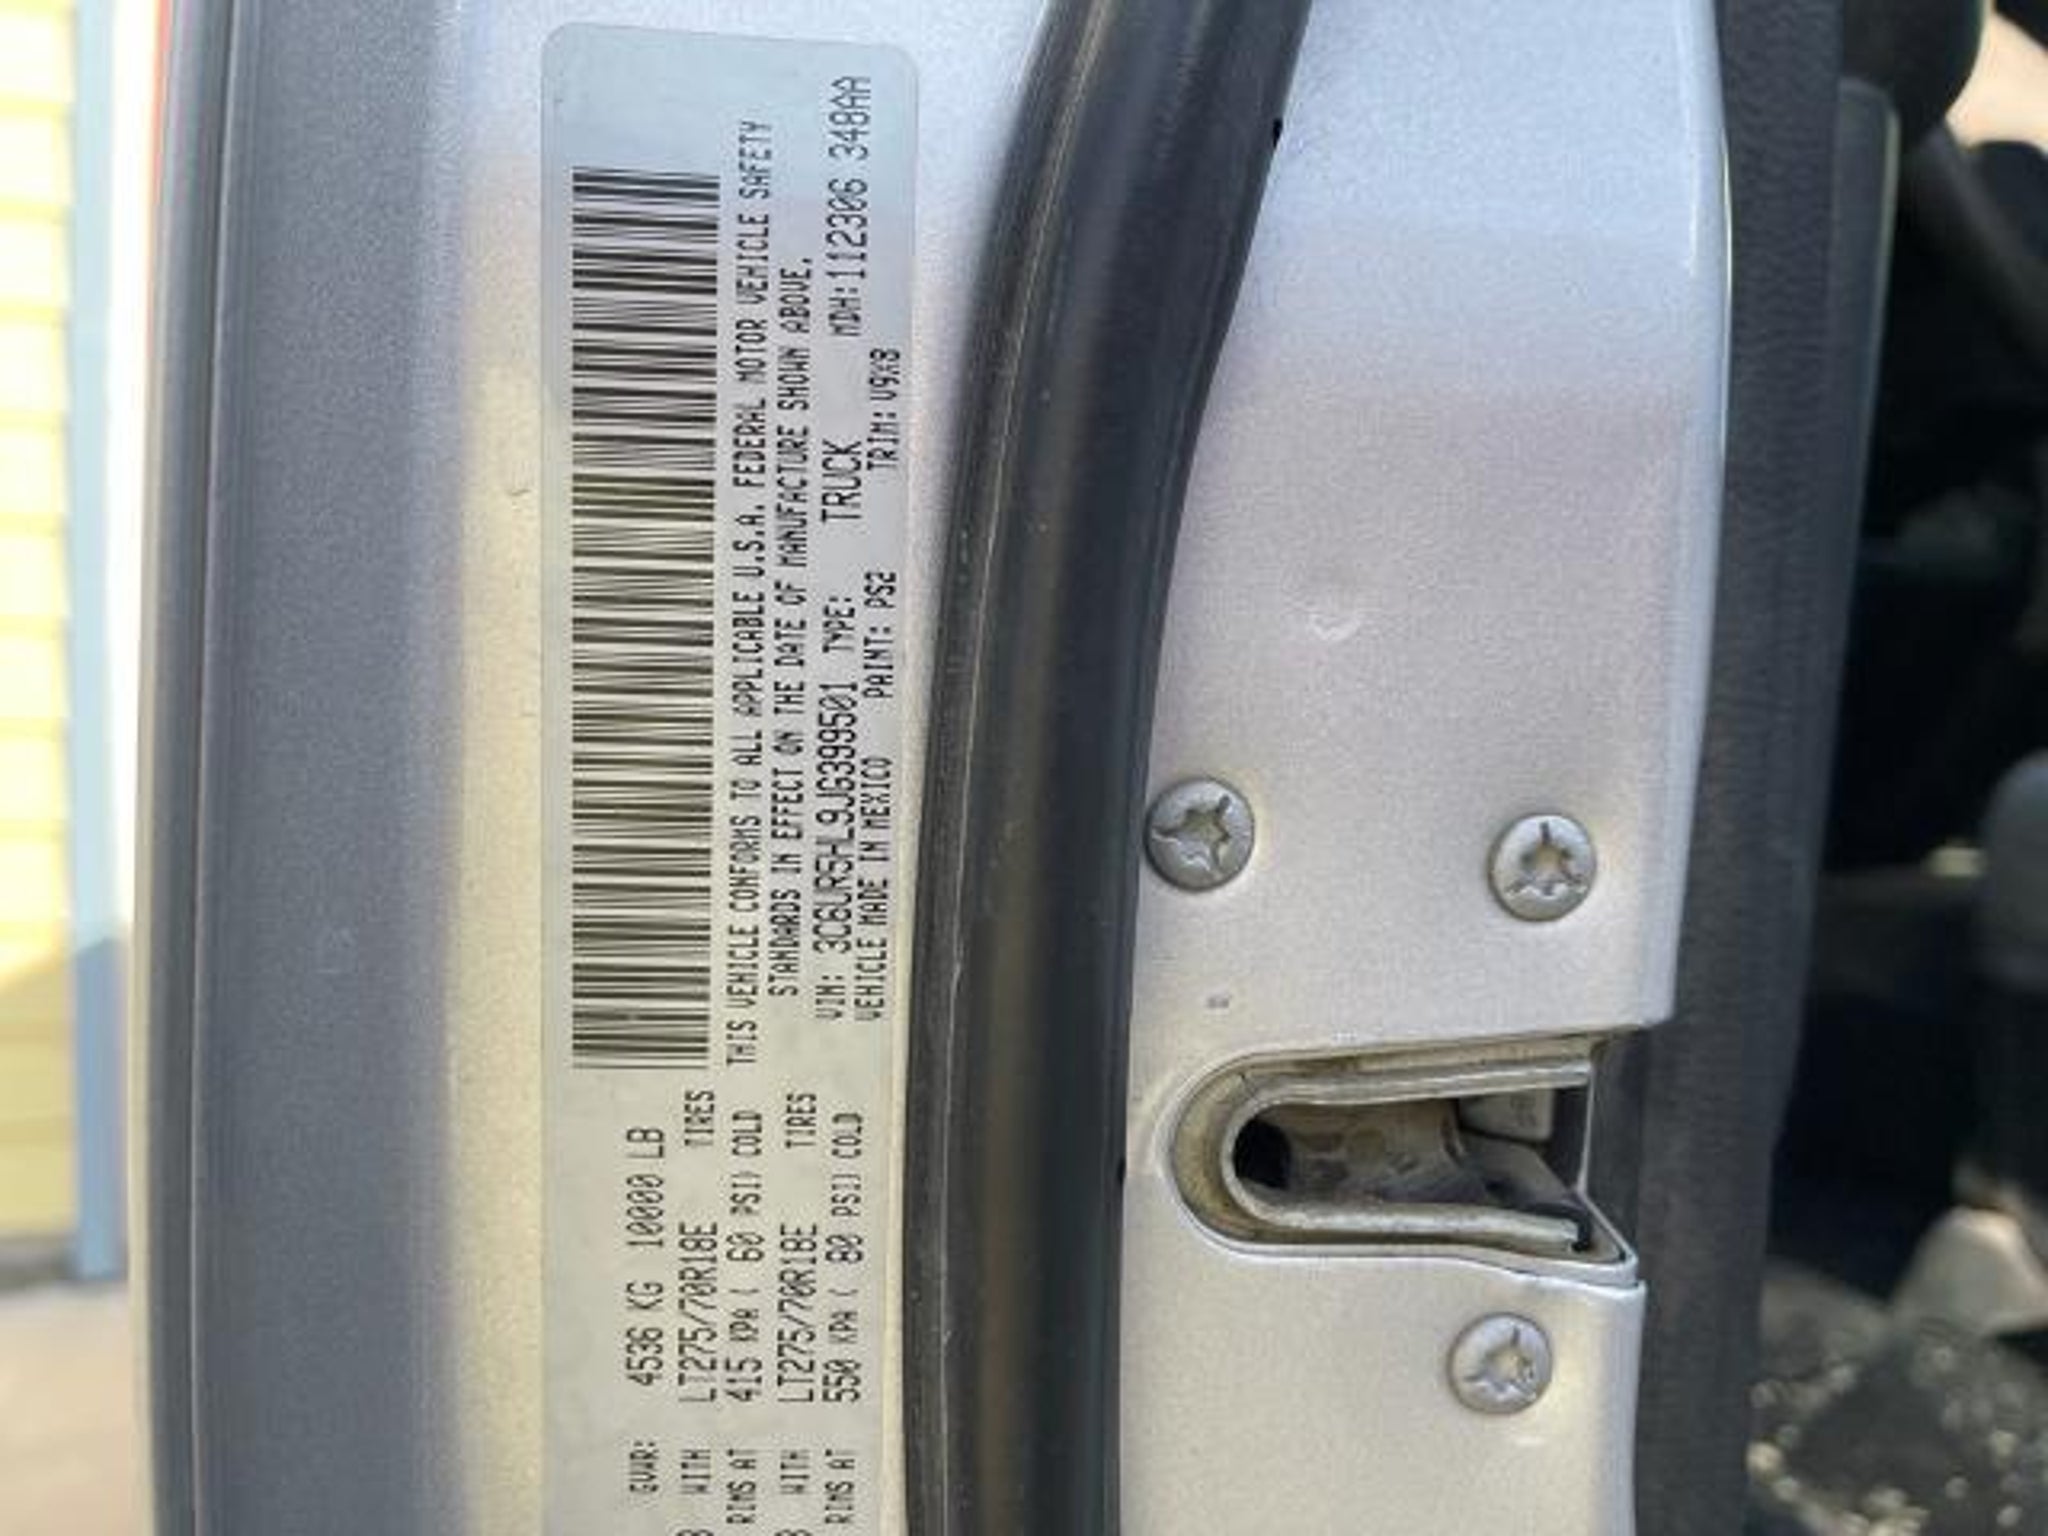 GVWR: 4536 KG 10000 LB
WITH LT275/70R18E TIRES
RIMS AT 415 KPA ( 60 PSI) COLD
WITH LT275/70R18E TIRES
RIMS AT 550 KPA ( 80 PSI) COLD
THIS VEHICLE CONFORMS TO ALL APPLICABLE U.S.A. FEDERAL MOTOR VEHICLE SAFETY
STANDARDS IN EFFECT ON THE DATE OF MANUFACTURE SHOWN ABOVE.
VIN: 3C6UR5HL9JG399501 TYPE: TRUCK MDH:112306 348AA
VEHICLE MADE IN MEXICO PAINT: PS2 TRIM: V9X8